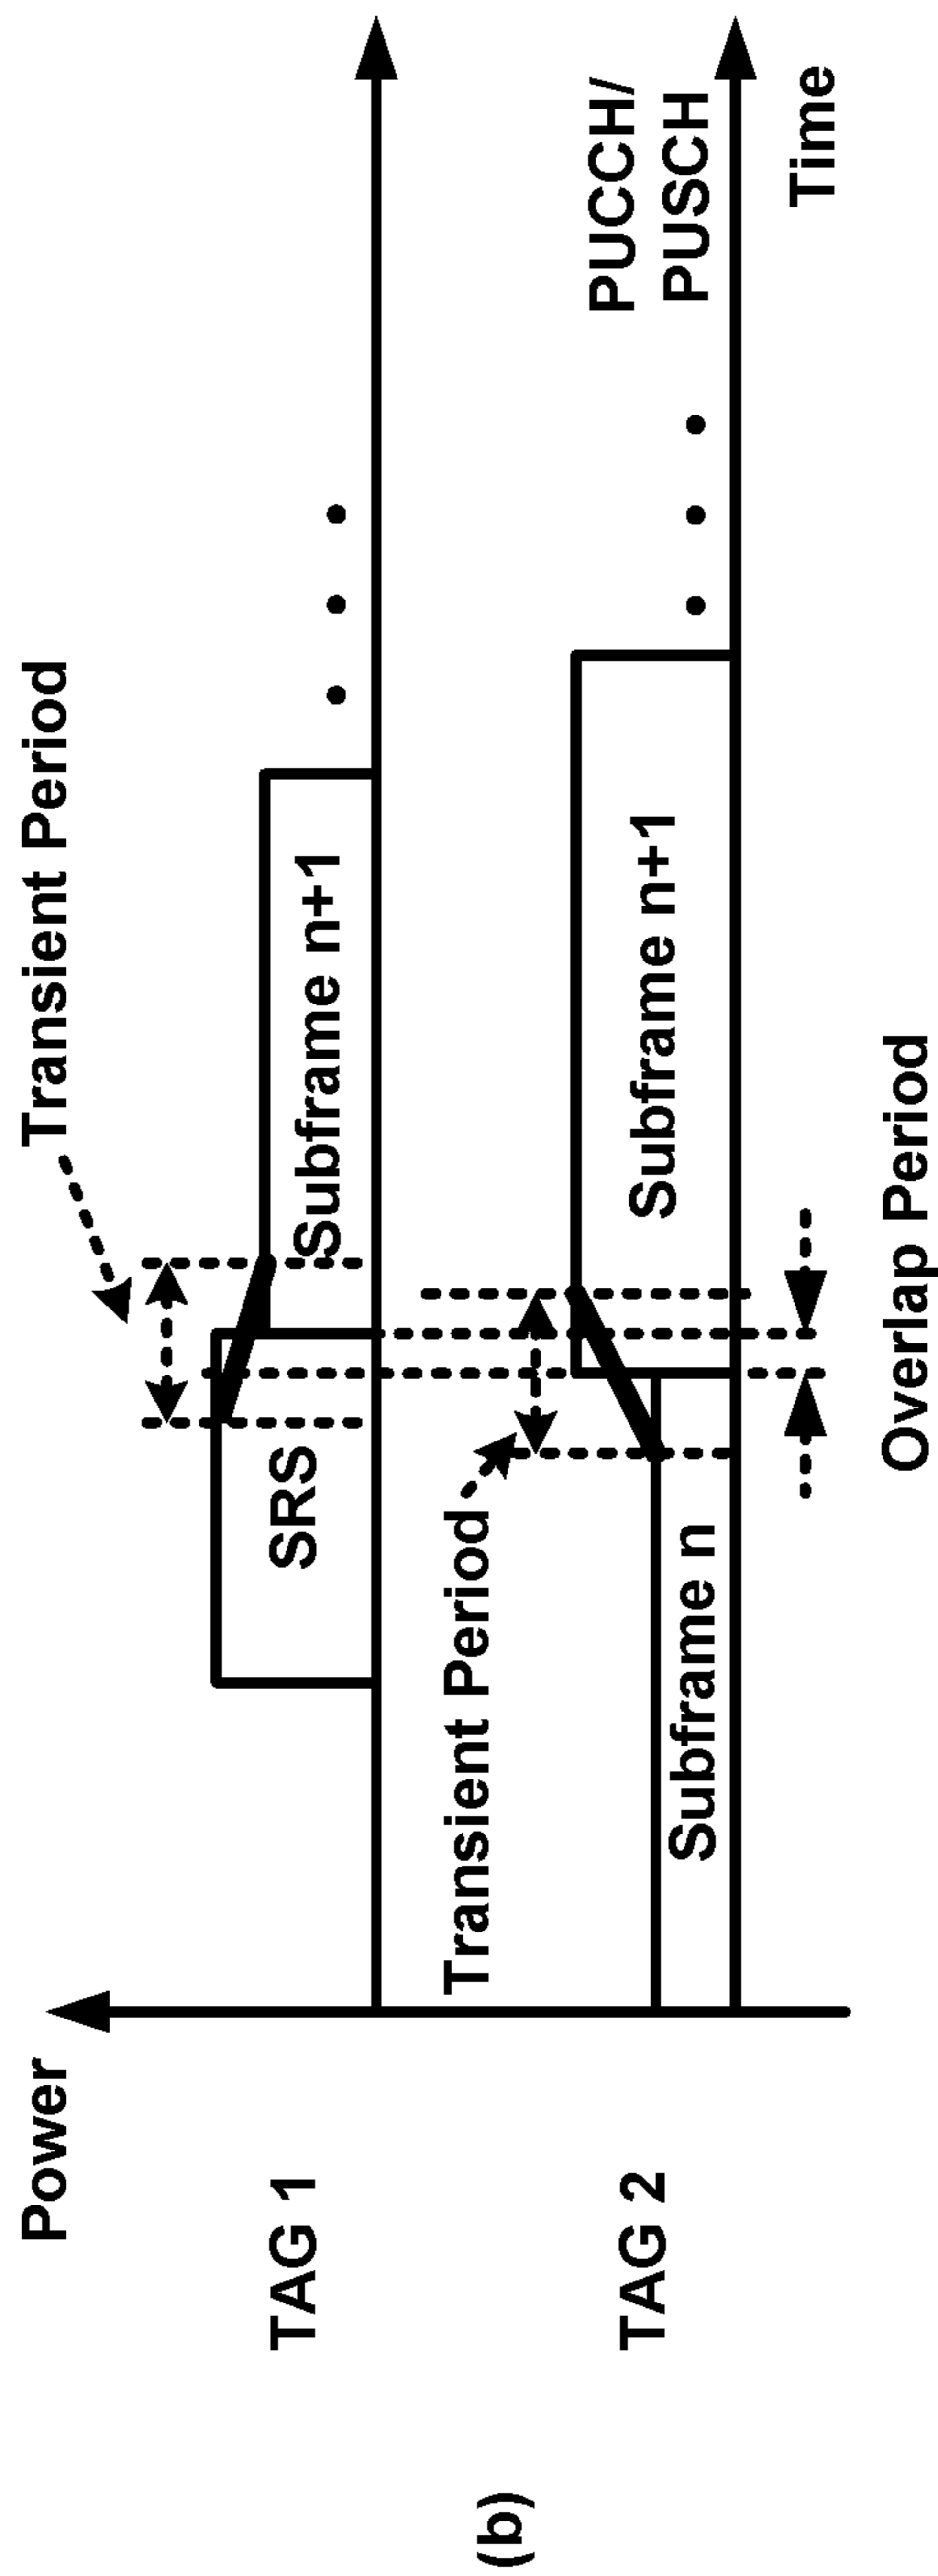 Power
Transient Period
TAG 1
SRS
Subframe n+1
Transient Period
PUCCH/
PUSCH
TAG 2
Subframe n
Subframe n+1
Time
Overlap Period
(b)